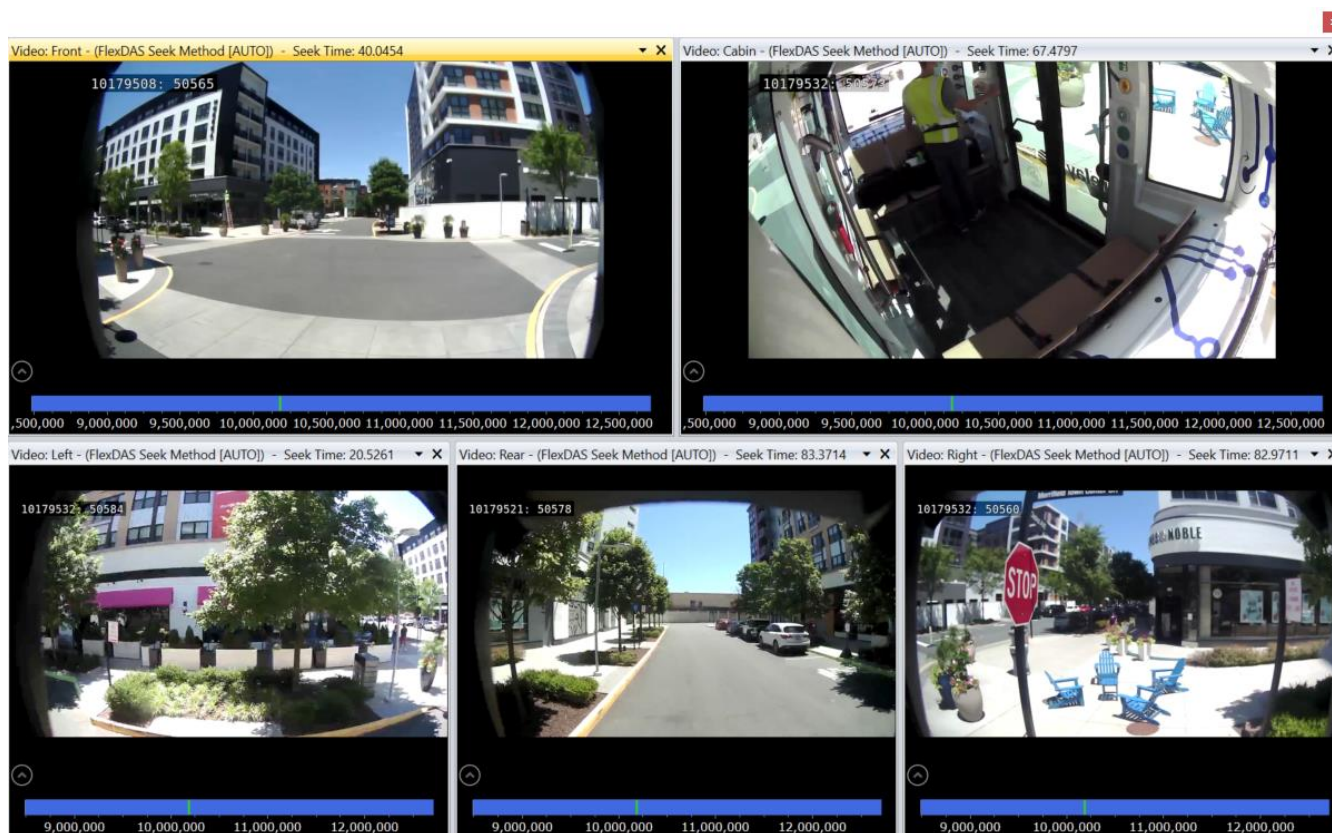 Video: Front - (FlexDAS Seek Method [AUTO]) - Seek Time: 40.0454
10179508: 50565
,500,000 9,000,000 9,500,000 10,000,000 10,500,000 11,000,000 11,500,000 12,000,000 12,500,000
Video: Cabin - (FlexDAS Seek Method [AUTO]) - Seek Time: 67.4797
10179532: 50573
elay
,500,000 9,000,000 9,500,000 10,000,000 10,500,000 11,000,000 11,500,000 12,000,000 12,500,000
Video: Left - (FlexDAS Seek Method [AUTO]) - Seek Time: 20.5261
10179532: 50584
9,000,000 10,000,000 11,000,000 12,000,000
Video: Rear - (FlexDAS Seek Method [AUTO]) - Seek Time: 83.3714
10179521: 50578
9,000,000 10,000,000 11,000,000 12,000,000
Video: Right - (FlexDAS Seek Method [AUTO]) - Seek Time: 82.9711
10179532: 50560
Merrifield Town Center
NOBLE
STOP
9,000,000 10,000,000 11,000,000 12,000,000